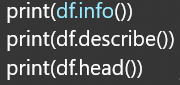 print(df.info())
print(df.describe())
print(df.head())